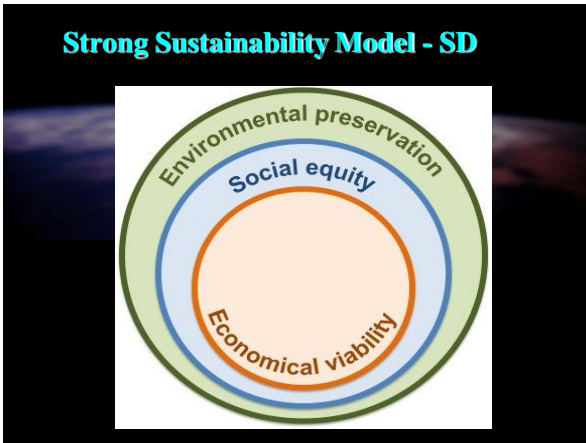 Strong Sustainability Model - SD
Environmental preservation
Social equity
Economical viability